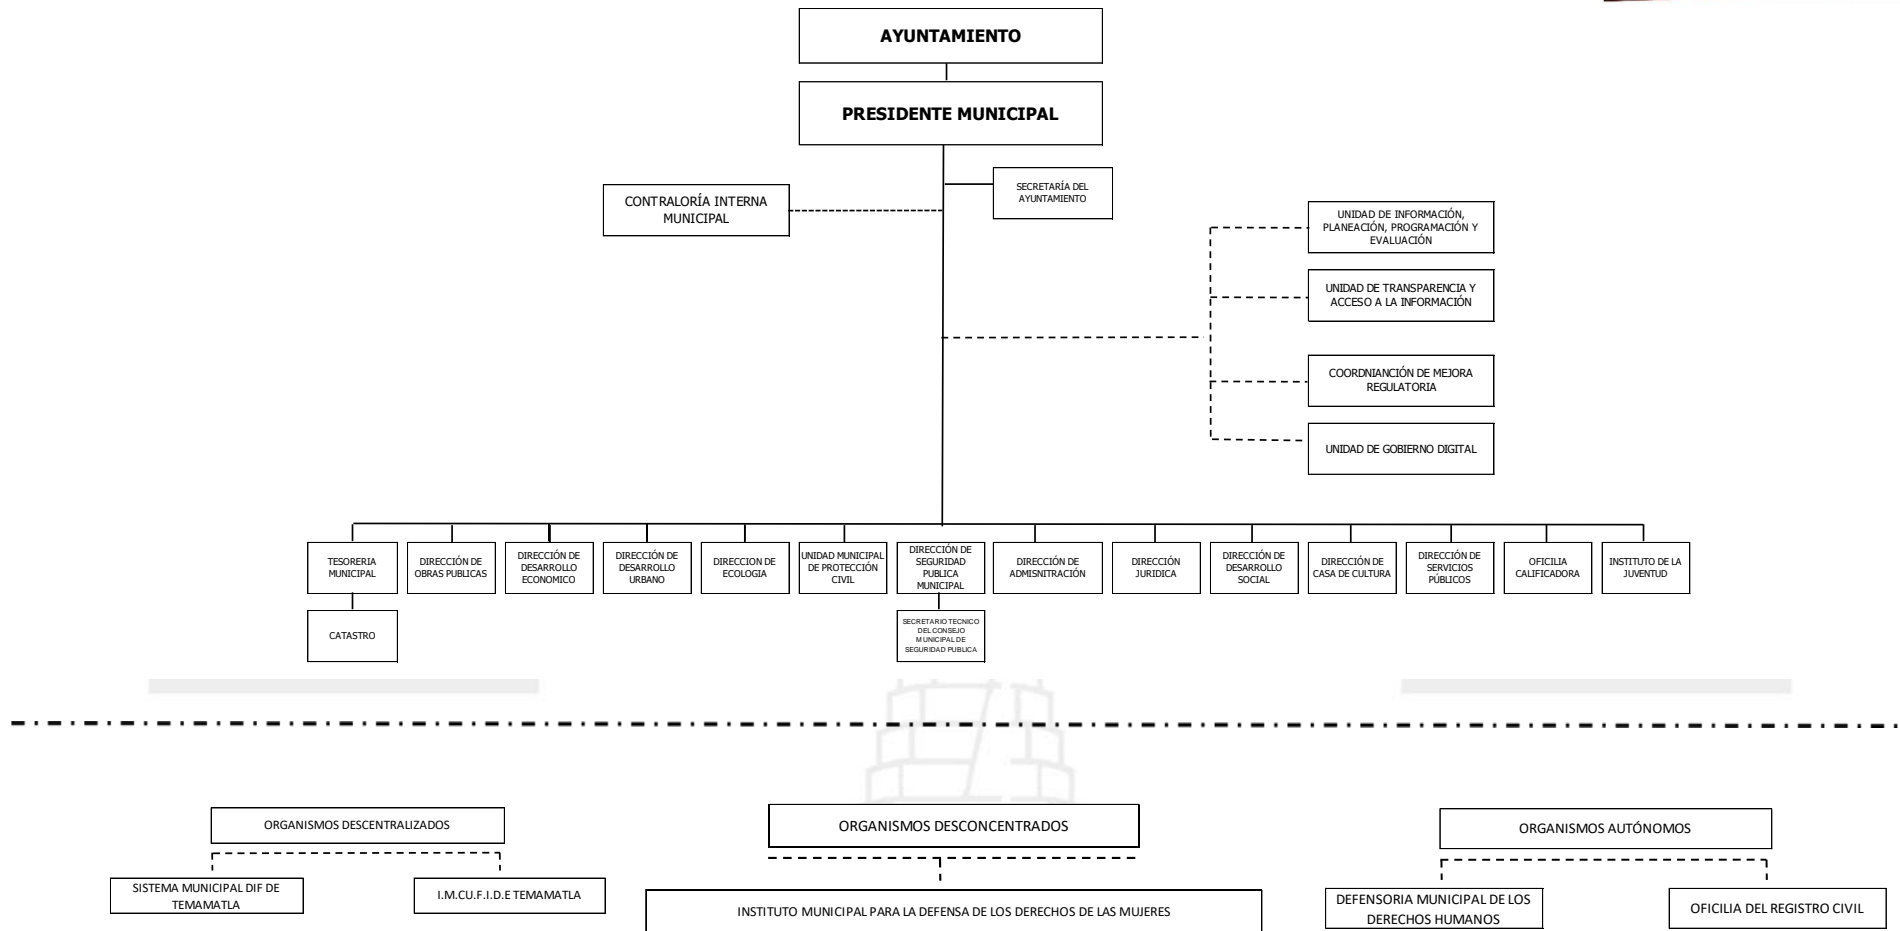 AYUNTAMIENTO
PRESIDENTE MUNICIPAL
CONTRALORÍA INTERNA
MUNICIPAL
SECRETARÍA DEL
AYUNTAMIENTO
UNIDAD DE INFORMACIÓN,
PLANEACIÓN, PROGRAMACIÓN Y
EVALUACIÓN
UNIDAD DE TRANSPARENCIA Y
ACCESO A LA INFORMACIÓN
COORDNIANCIÓN DE MEJORA
REGULATORIA
UNIDAD DE GOBIERNO DIGITAL
TESORERIA
MUNICIPAL
DIRECCIÓN DE
OBRAS PUBLICAS
DIRECCIÓN DE
DESARROLLO
ECONOMICO
DIRECCIÓN DE
DESARROLLO
URBANO
DIRECCION DE
ECOLOGIA
UNIDAD MUNICIPAL
DE PROTECCIÓN
CIVIL
DIRECCIÓN DE
SEGURIDAD
PUBLICA
MUNICIPAL
DIRECCIÓN DE
ADMISNITRACIÓN
DIRECCIÓN
JURIDICA
DIRECCIÓN DE
DESARROLLO
SOCIAL
DIRECCIÓN DE
CASA DE CULTURA
DIRECCIÓN DE
SERVICIOS
PÚBLICOS
OFICILIA
CALIFICADORA
INSTITUTO DE LA
JUVENTUD
CATASTRO
SECRETARIO TECNICO
DEL CONSEJO
MUNICIPAL DE
SEGURIDAD PUBLICA
ORGANISMOS DESCENTRALIZADOS
SISTEMA MUNICIPAL DIF DE
TEMAMATLA
I.M.CU.F.I.D.E TEMAMATLA
ORGANISMOS DESCONCENTRADOS
INSTITUTO MUNICIPAL PARA LA DEFENSA DE LOS DERECHOS DE LAS MUJERES
ORGANISMOS AUTÓNOMOS
DEFENSORIA MUNICIPAL DE LOS
DERECHOS HUMANOS
OFICILIA DEL REGISTRO CIVIL